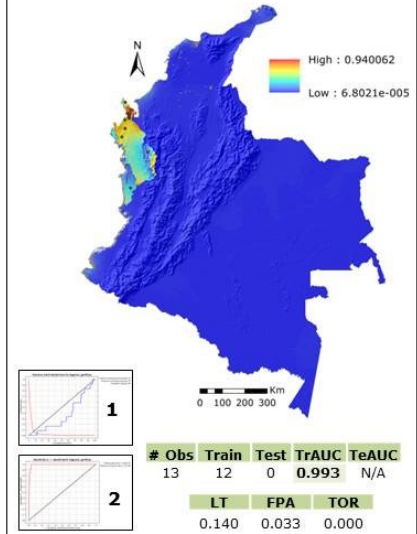 N
High : 0.940062
Low : 6.8021e-005
Km
0 100 200 300
1
2
# Obs Train Test TrAUC TeAUC
13 12 0 0.993 N/A
LT FPA TOR
0.140 0.033 0.000